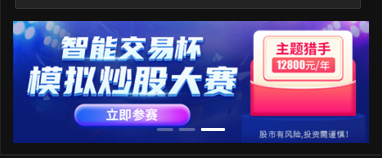 智能交易杯
模拟炒股大赛
立即参赛
主题猎手
12800元/年
股市有风险,投资需谨慎!